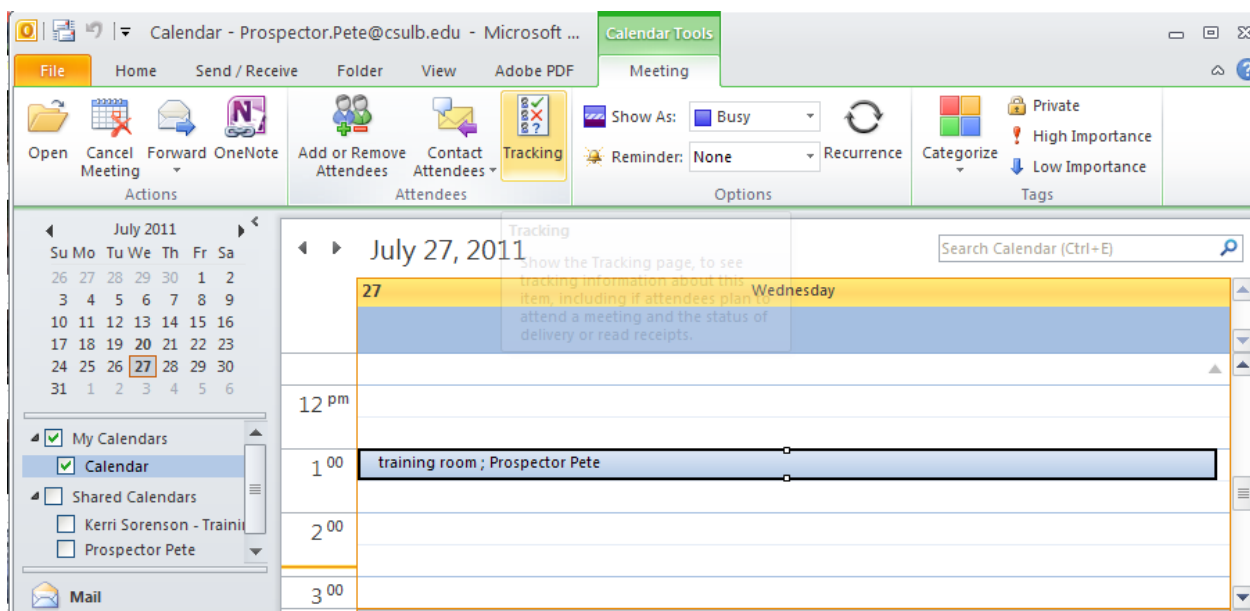 Calendar - Prospector.Pete@csulb.edu - Microsoft ...
Calendar Tools
File Home Send / Receive Folder View Adobe PDF Meeting
Open Cancel Meeting Forward OneNote
Actions
Add or Remove Attendees Contact Attendees Tracking
Attendees
Show As: Busy
Reminder: None
Recurrence
Options
Categorize
Private
High Importance
Low Importance
Tags
July 2011
Su Mo Tu We Th Fr Sa
26 27 28 29 30 1 2
3 4 5 6 7 8 9
10 11 12 13 14 15 16
17 18 19 20 21 22 23
24 25 26 27 28 29 30
31 1 2 3 4 5 6
My Calendars
Calendar
Shared Calendars
Kerri Sorenson - Traini
Prospector Pete
Mail
July 27, 2011
Search Calendar (Ctrl+E)
Tracking
Show the Tracking page, to see
tracking information about this
item, including if attendees plan to
attend a meeting and the status of
delivery or read receipts.
27 Wednesday
12 pm
1 00 training room ; Prospector Pete
2 00
3 00